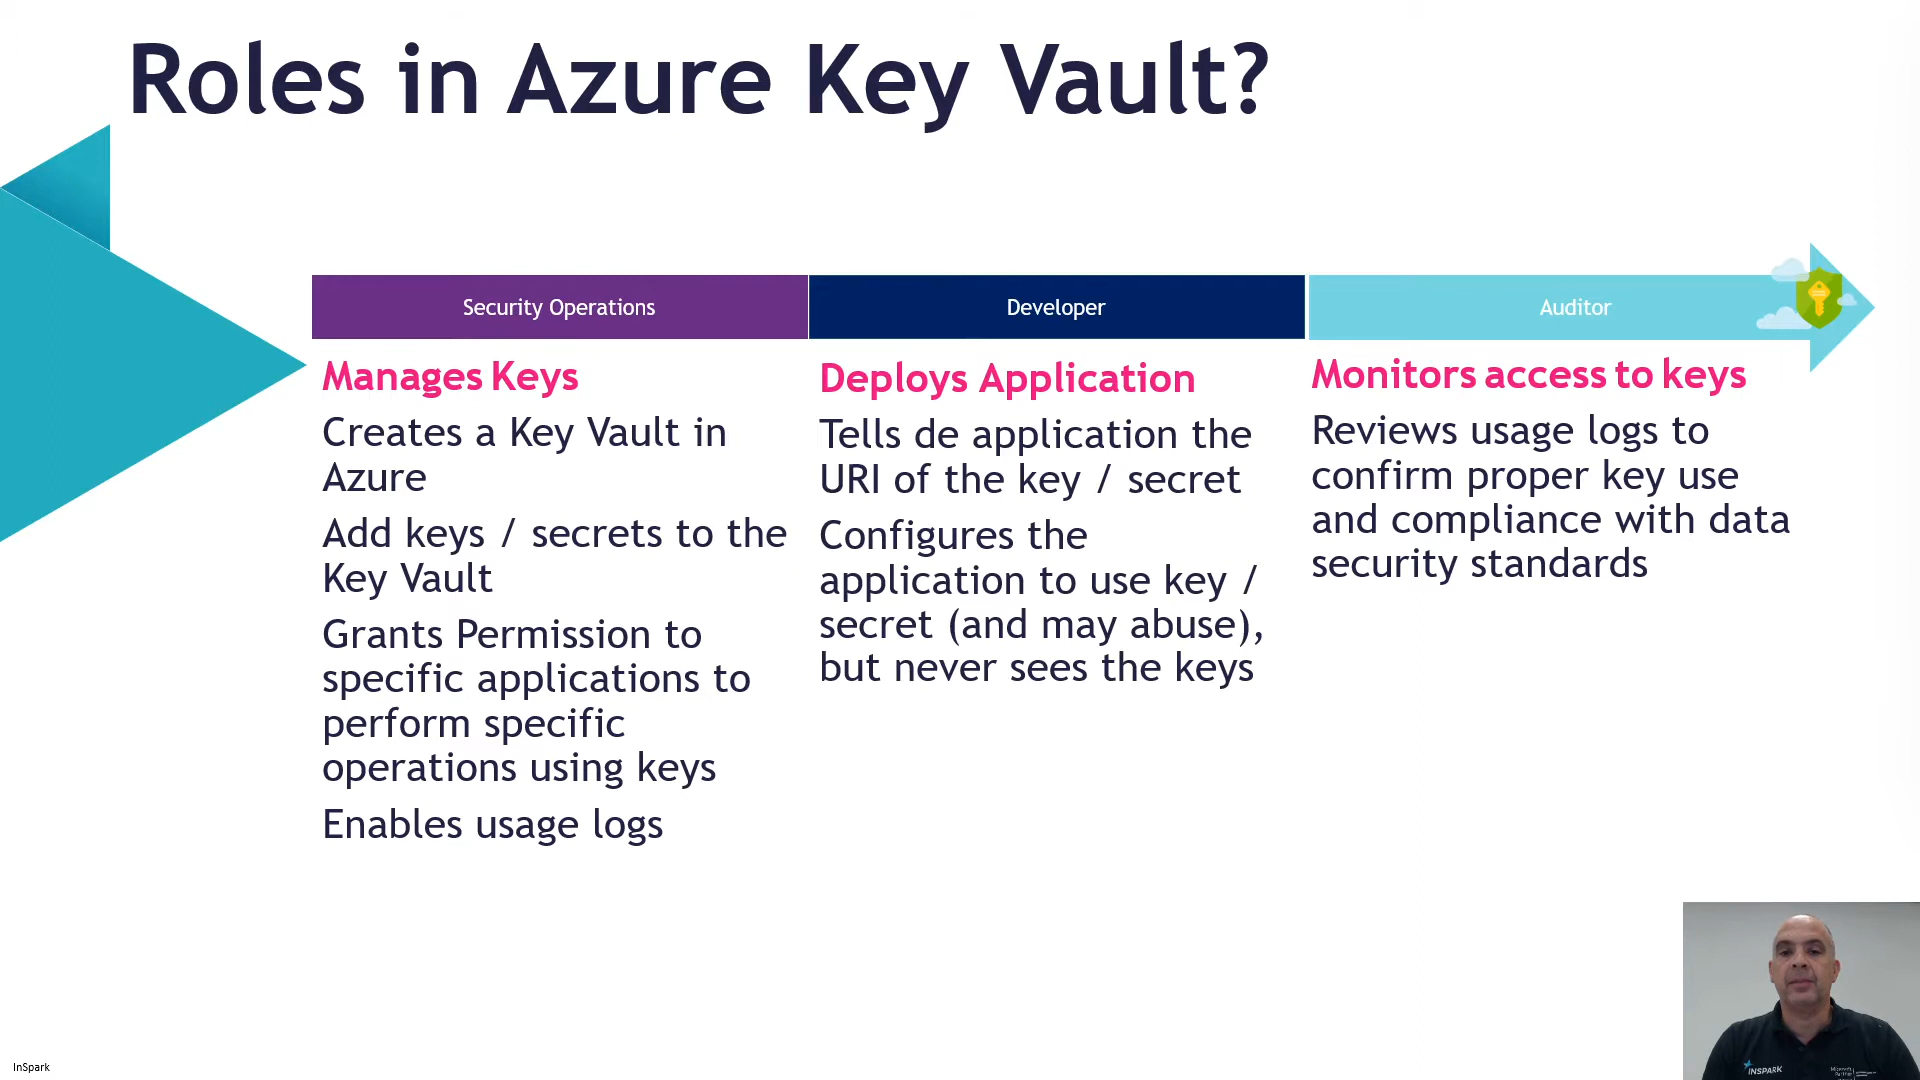 Roles in Azure Key Vault?
Security Operations
Developer
Auditor
Manages Keys
Creates a Key Vault in
Azure
Add keys / secrets to the
Key Vault
Grants Permission to
specific applications to
perform specific
operations using keys
Enables usage logs
Deploys Application
Tells de application the
URI of the key / secret
Configures the
application to use key /
secret (and may abuse),
but never sees the keys
Monitors access to keys
Reviews usage logs to
confirm proper key use
and compliance with data
security standards
InSpark
INSPARK